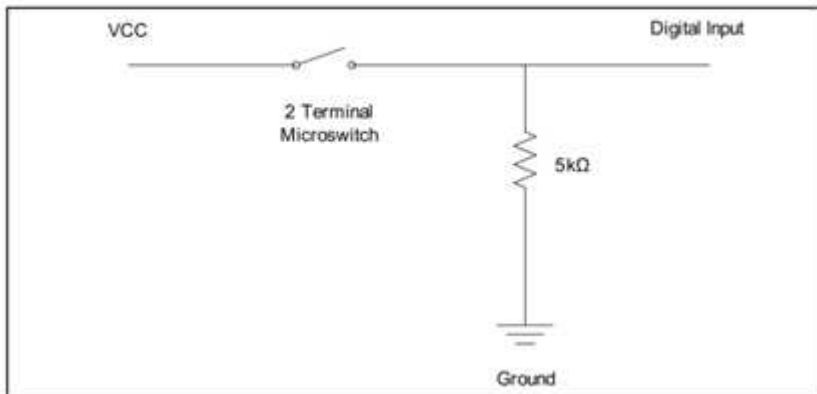 VCC
Digital Input
2 Terminal
Microswitch
5kΩ
Ground